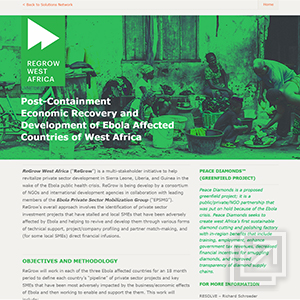 < Back to Solutions Network
Home
REGROW
WEST
AFRICA
Post-Containment
Economic Recovery and
Development of Ebola Affected
Countries of West Africa
ReGrow West Africa ("ReGrow") is a multi-stakeholder initiative to help
revitalize private sector development in Sierra Leone, Liberia, and Guinea in the
wake of the Ebola public health crisis. ReGrow is being develop by a consortium
of NGOs and international development agencies in collaboration with leading
members of the Ebola Private Sector Mobilization Group ("EPSMG").
ReGrow's overall approach involves the identification of private sector
investment projects that have stalled and local SMEs that have been adversely
affected by Ebola and helping to revive and develop them through various forms
of technical support, project/company profiling and partner match-making, and
(for some local SMEs) direct financial infusions.
OBJECTIVES AND METHODOLOGY
ReGrow will work in each of the three Ebola affected countries for an 18 month
period to define each country's "pipeline" of private sector projects and key
SMEs that have been most adversely impacted by the business/economic effects
of Ebola and then working to enable and support the them. This work will
PEACE DIAMONDS™
(GREENFIELD PROJECT)
Peace Diamonds is a proposed
greenfield project; it is a
public/private/NGO partnership that
was put on hold because of the Ebola
crisis. Peace Diamonds seeks to
create west Africa's first sustainable
diamond cutting and polishing factory
with in-region benefits that include
training, employment, enhance
government tax revenues, decent
financial incentives for artisanal
diamonds, and improved
transparency of diamond supply
chains.
FOR MORE INFORMATION
RESOLVE – Richard Schroeder